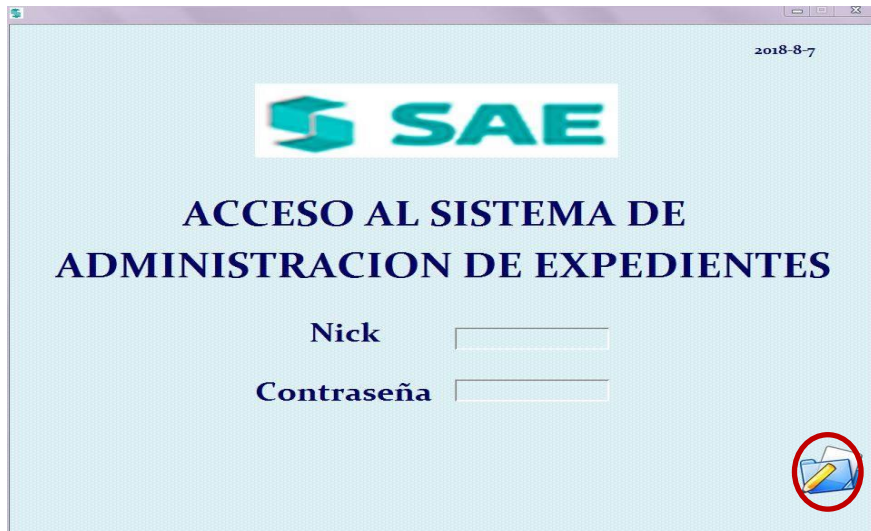 2018-8-7
SAE
ACCESO AL SISTEMA DE
ADMINISTRACION DE EXPEDIENTES
Nick
Contraseña